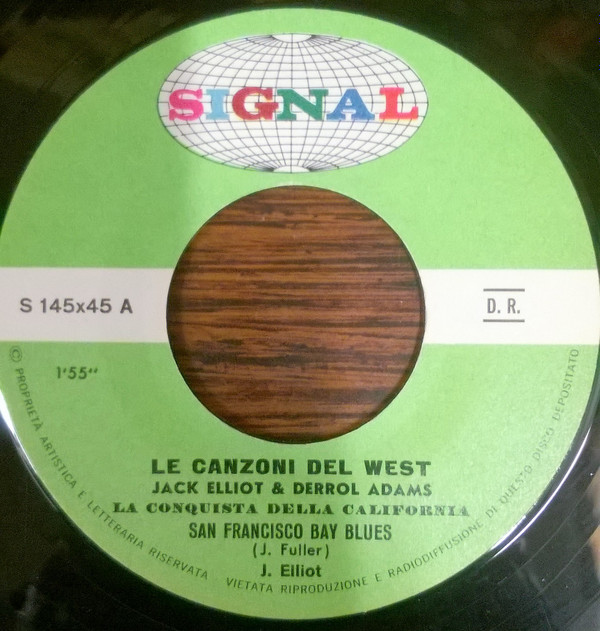 SIGNAL
S 145x45 A
D. R.
1'55"
LE CANZONI DEL WEST
JACK ELLIOT & DERROL ADAMS
LA CONQUISTA DELLA CALIFORNIA
SAN FRANCISCO BAY BLUES
(J. Fuller)
J. Eiliot
© PROPRIETÀ ARTISTICA E LETTERARIA RISERVATA VIETATA RIPRODUZIONE E RADIODIFFUSIONE DI QUESTO DISCO DEPOSITATO